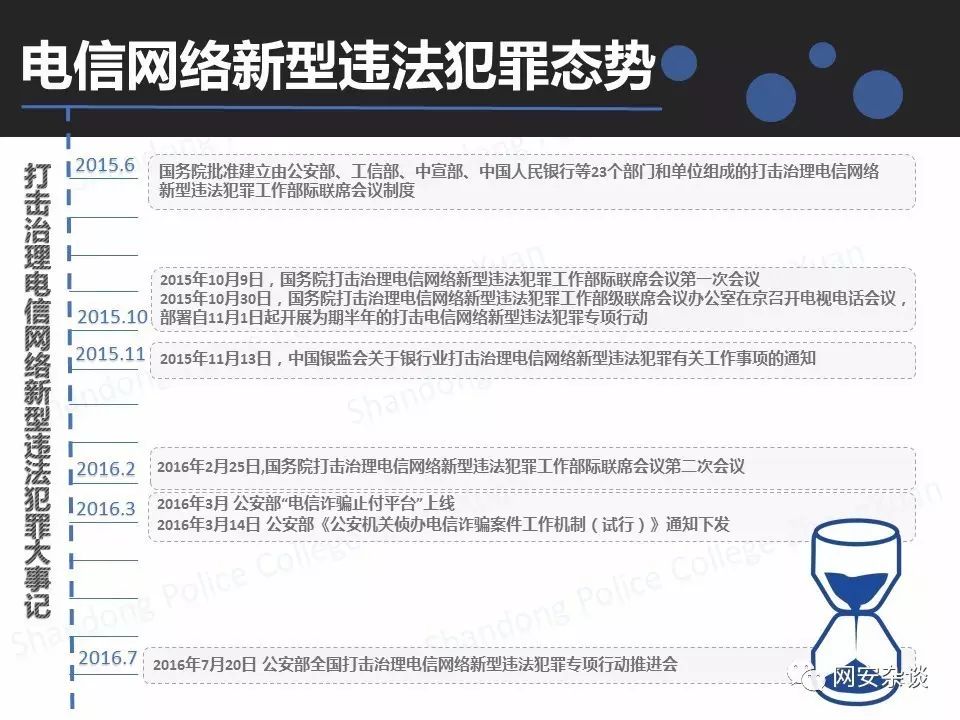 电信网络新型违法犯罪态势
打击治理电信网络新型违法犯罪大事记
2015.6
国务院批准建立由公安部、工信部、中宣部、中国人民银行等23个部门和单位组成的打击治理电信网络
新型违法犯罪工作部际联席会议制度
2015.10
2015年10月9日，国务院打击治理电信网络新型违法犯罪工作部际联席会议第一次会议
2015年10月30日，国务院打击治理电信网络新型违法犯罪工作部级联席会议办公室在京召开电视电话会议，
部署自11月1日起开展为期半年的打击电信网络新型违法犯罪专项行动
2015.11
2015年11月13日，中国银监会关于银行业打击治理电信网络新型违法犯罪有关工作事项的通知
2016.2
2016年2月25日,国务院打击治理电信网络新型违法犯罪工作部际联席会议第二次会议
2016.3
2016年3月 公安部“电信诈骗止付平台”上线
2016年3月14日 公安部《公安机关侦办电信诈骗案件工作机制（试行）》通知下发
2016.7
2016年7月20日 公安部全国打击治理电信网络新型违法犯罪专项行动推进会
网安杂谈
Shandong Police College